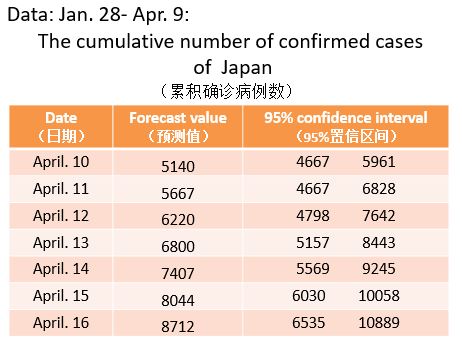 Data: Jan. 28- Apr. 9:
The cumulative number of confirmed cases
of Japan
（累积确诊病例数）
Date Forecast value 95% confidence interval
（日期） （预测值） （95%置信区间）
April. 10 5140 4667 5961
April. 11 5667 4667 6828
April. 12 6220 4798 7642
April. 13 6800 5157 8443
April. 14 7407 5569 9245
April. 15 8044 6030 10058
April. 16 8712 6535 10889